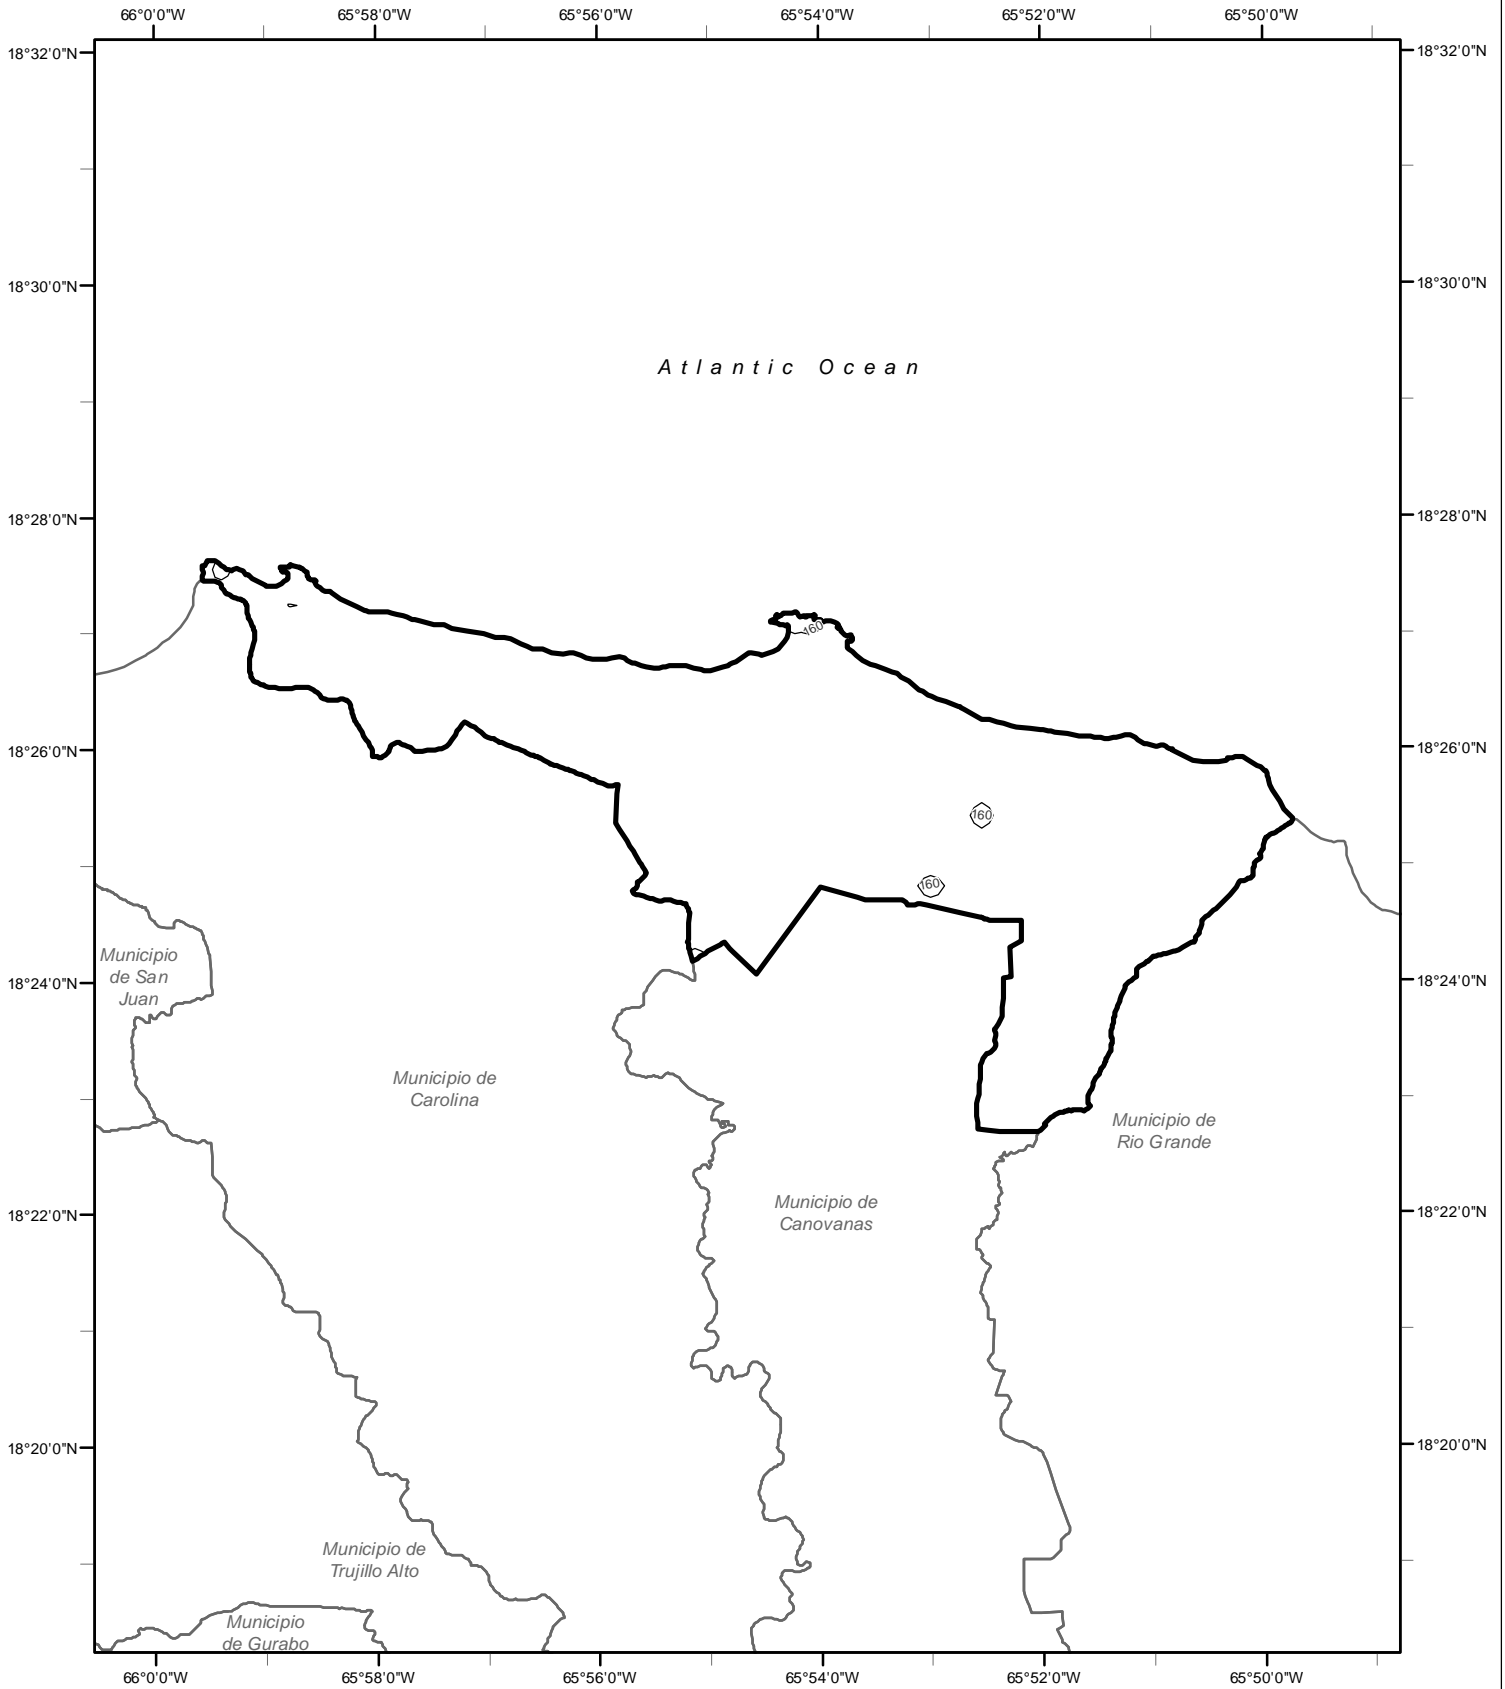 66°0'0"W 65°58'0"W 65°56'0"W 65°54'0"W 65°52'0"W 65°50'0"W
18°32'0"N 18°32'0"N
18°30'0"N 18°30'0"N
Atlantic Ocean
18°28'0"N 18°28'0"N
160
18°26'0"N 18°26'0"N
160
160
Municipio
de San
Juan
18°24'0"N 18°24'0"N
Municipio de
Carolina
Municipio de
Rio Grande
Municipio de
Canovanas
18°22'0"N 18°22'0"N
18°20'0"N 18°20'0"N
Municipio de
Trujillo Alto
Municipio
de Gurabo
66°0'0"W 65°58'0"W 65°56'0"W 65°54'0"W 65°52'0"W 65°50'0"W